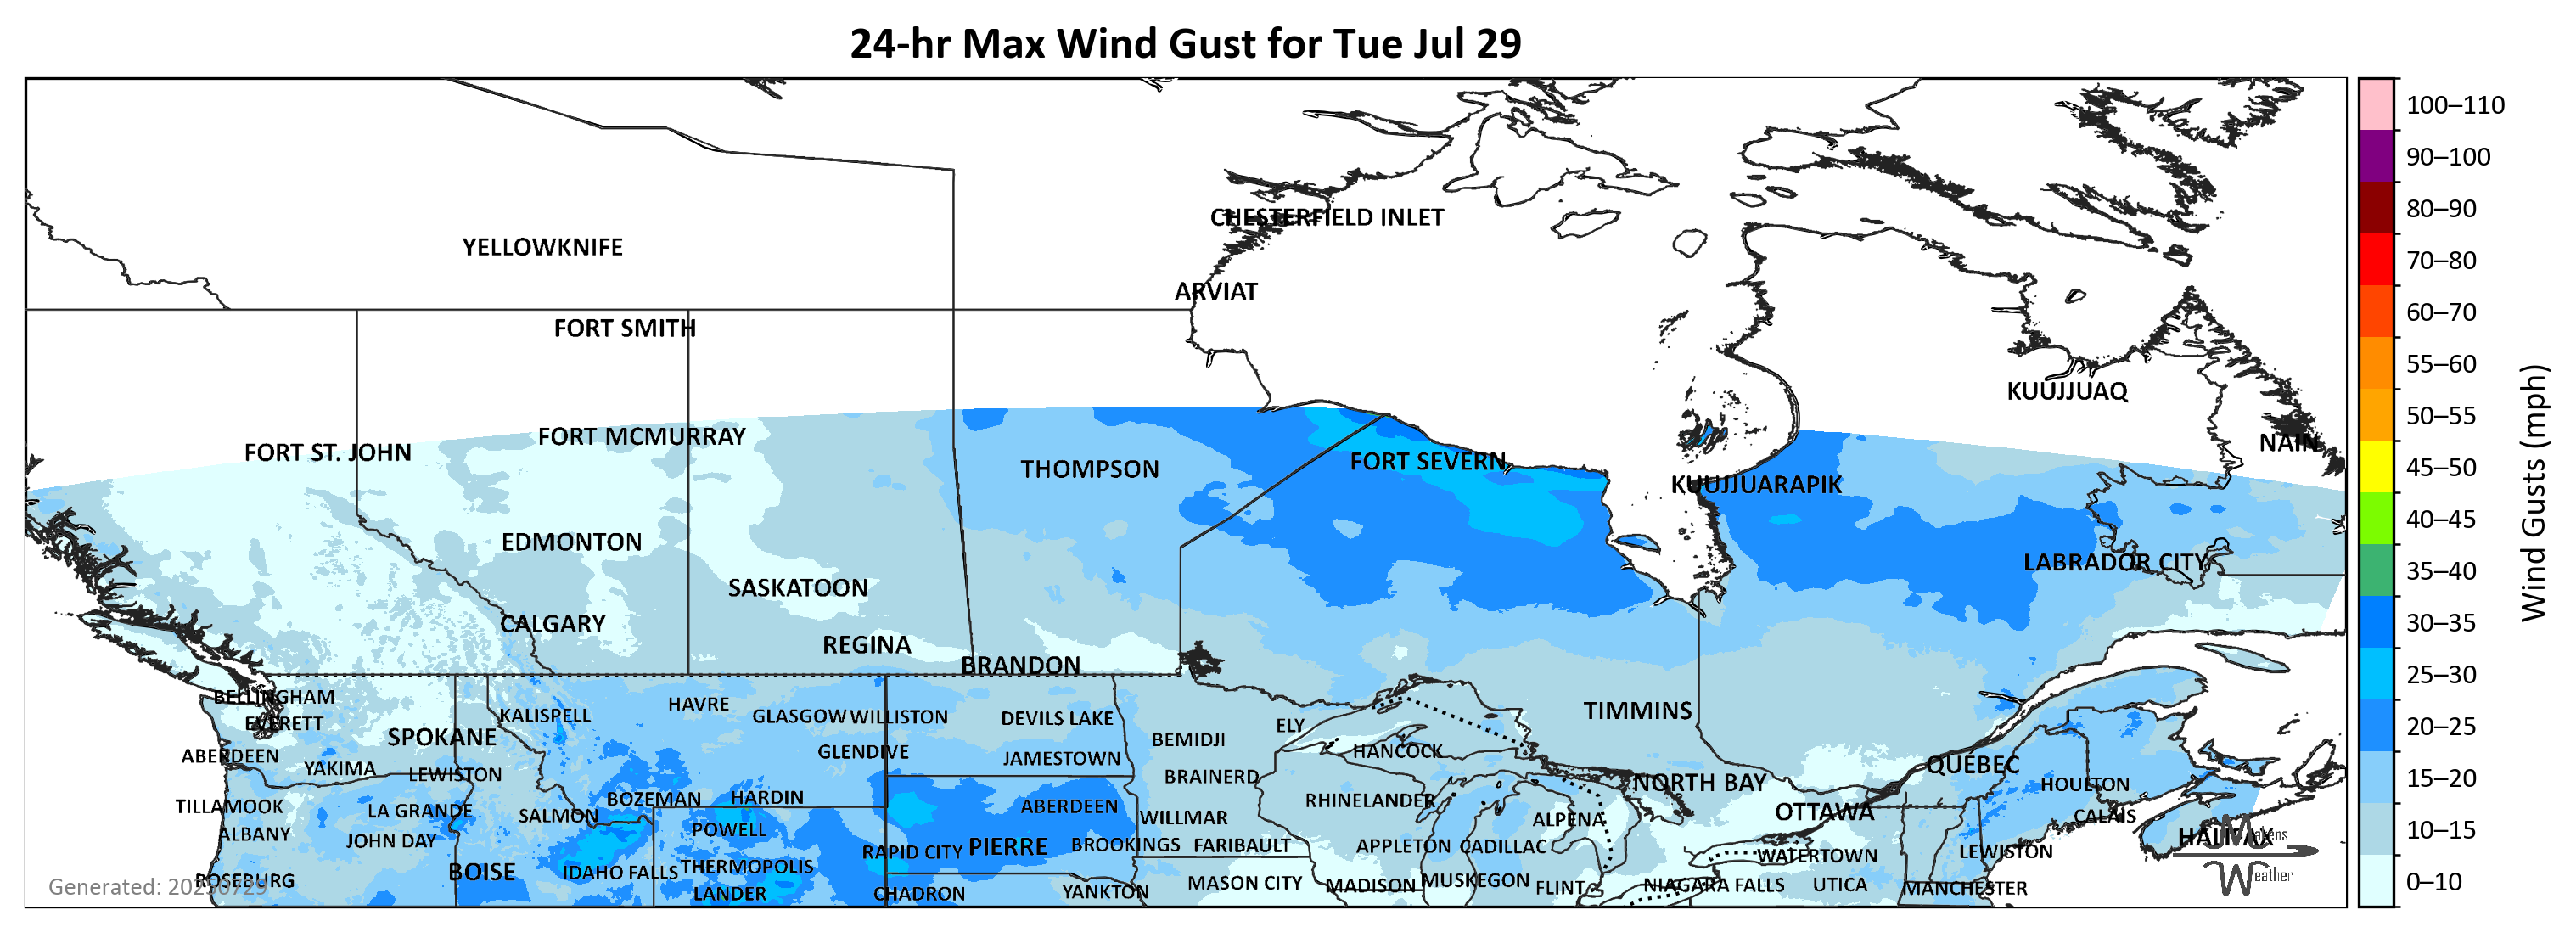 24-hr Max Wind Gust for Tue Jul 29
100–110
90–100
80–90
70–80
60–70
55–60
50–55
45–50
40–45
35–40
30–35
25–30
20–25
15–20
10–15
0–10
Wind Gusts (mph)
CHESTERFIELD INLET
YELLOWKNIFE
ARVIAT
FORT SMITH
KUUJJUAQ
FORT MCMURRAY
NAIN
FORT ST. JOHN
FORT SEVERN
THOMPSON
KUUJJUARAPIK
EDMONTON
LABRADOR CITY
SASKATOON
CALGARY
REGINA
BRANDON
BELLINGHAM
HAVRE
TIMMINS
KALISPELL
GLASGOW
WILLISTON
DEVILS LAKE
EVERETT
ELY
SPOKANE
BEMIDJI
GLENDIVE
HANCOCK
ABERDEEN
JAMESTOWN
QUEBEC
YAKIMA
LEWISTON
BRAINERD
NORTH BAY
HOULTON
BOZEMAN
HARDIN
RHINELANDER
TILLAMOOK
ABERDEEN
LA GRANDE
OTTAWA
SALMON
WILLMAR
CALAIS
ALPENA
POWELL
ALBANY
HALIFAX
JOHN DAY
BROOKINGS
FARIBAULT
PIERRE
APPLETON
CADILLAC
RAPID CITY
LEWISTON
WATERTOWN
THERMOPOLIS
BOISE
IDAHO FALLS
ROSEBURG
MUSKEGON
MASON CITY
MADISON
NIAGARA FALLS
UTICA
FLINT
MANCHESTER
YANKTON
LANDER
CHADRON
Generated: 20250729
Makens
Weather